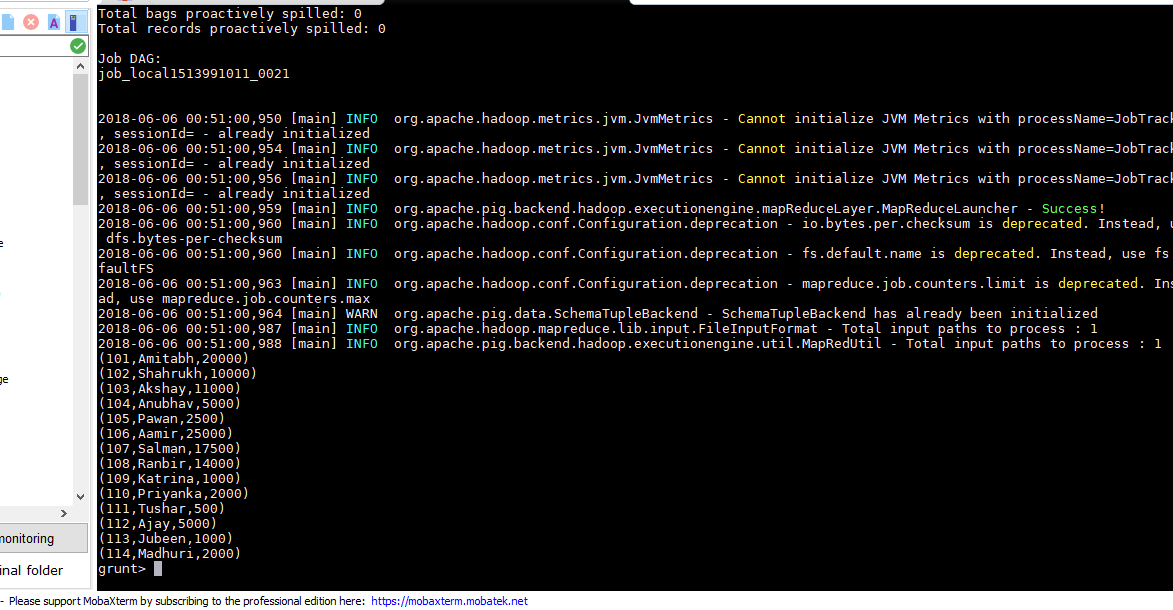 Total bags proactively spilled: 0
Total records proactively spilled: 0
Job DAG:
job_local1513991011_0021
2018-06-06 00:51:00,950 [main] INFO  org.apache.hadoop.metrics.jvm.JvmMetrics - Cannot initialize JVM Metrics with processName=JobTrack
, sessionId= - already initialized
2018-06-06 00:51:00,954 [main] INFO  org.apache.hadoop.metrics.jvm.JvmMetrics - Cannot initialize JVM Metrics with processName=JobTrack
, sessionId= - already initialized
2018-06-06 00:51:00,956 [main] INFO  org.apache.hadoop.metrics.jvm.JvmMetrics - Cannot initialize JVM Metrics with processName=JobTrack
, sessionId= - already initialized
2018-06-06 00:51:00,959 [main] INFO  org.apache.pig.backend.hadoop.executionengine.mapReduceLayer.MapReduceLauncher - Success!
2018-06-06 00:51:00,960 [main] INFO  org.apache.hadoop.conf.Configuration.deprecation - io.bytes.per.checksum is deprecated. Instead, u
 dfs.bytes-per-checksum
2018-06-06 00:51:00,960 [main] INFO  org.apache.hadoop.conf.Configuration.deprecation - fs.default.name is deprecated. Instead, use fs
faultFS
2018-06-06 00:51:00,963 [main] INFO  org.apache.hadoop.conf.Configuration.deprecation - mapreduce.job.counters.limit is deprecated. Ins
ad, use mapreduce.job.counters.max
2018-06-06 00:51:00,964 [main] WARN  org.apache.pig.data.SchemaTupleBackend - SchemaTupleBackend has already been initialized
2018-06-06 00:51:00,987 [main] INFO  org.apache.hadoop.mapreduce.lib.input.FileInputFormat - Total input paths to process : 1
2018-06-06 00:51:00,988 [main] INFO  org.apache.pig.backend.hadoop.executionengine.util.MapRedUtil - Total input paths to process : 1
(101,Amitabh,20000)
(102,Shahrukh,10000)
(103,Akshay,11000)
(104,Anubhav,5000)
(105,Pawan,2500)
(106,Aamir,25000)
(107,Salman,17500)
(108,Ranbir,14000)
(109,Katrina,1000)
(110,Priyanka,2000)
(111,Tushar,500)
(112,Ajay,5000)
(113,Jubeen,1000)
(114,Madhuri,2000)
grunt>
e
ge
monitoring
inal folder
- Please support MobaXterm by subscribing to the professional edition here: https://mobaxterm.mobatek.net